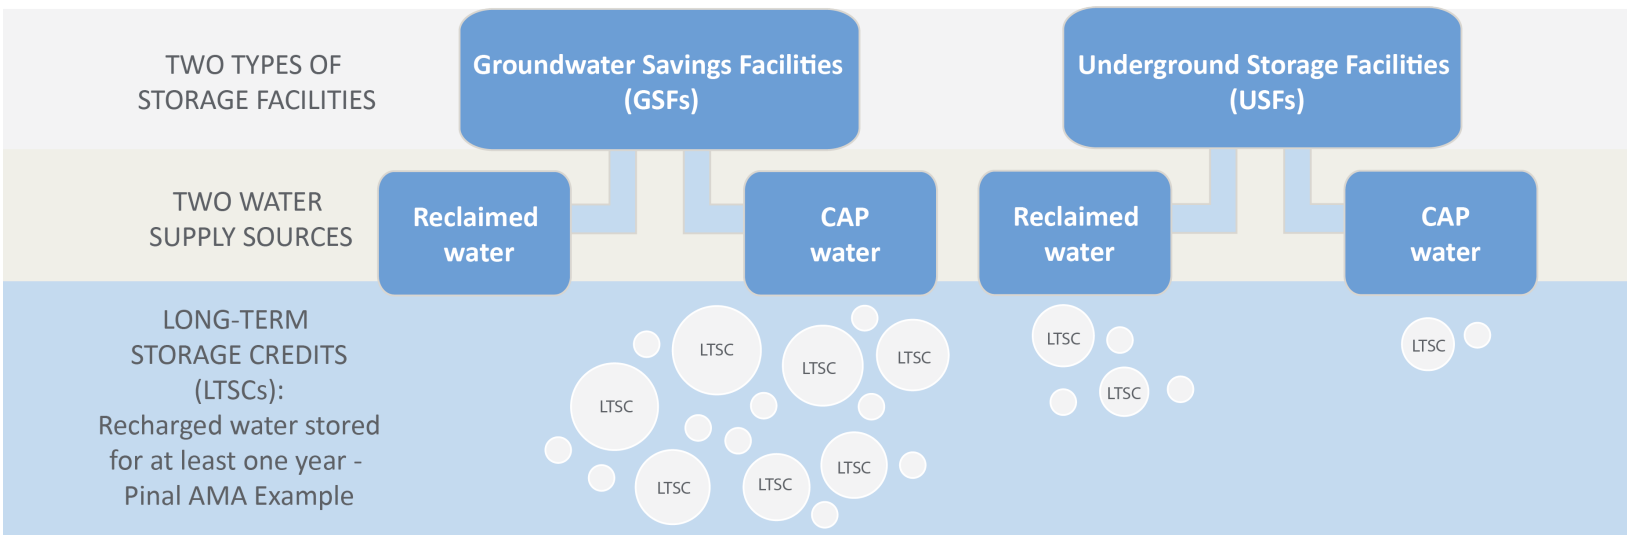 TWO TYPES OF
STORAGE FACILITIES
Groundwater Savings Facilities
(GSFs)
Underground Storage Facilities
(USFs)
TWO WATER
SUPPLY SOURCES
Reclaimed
water
CAP
water
Reclaimed
water
CAP
water
LONG-TERM
STORAGE CREDITS
(LTSCs):
Recharged water stored
for at least one year -
Pinal AMA Example
LTSC
LTSC
LTSC
LTSC
LTSC
LTSC
LTSC
LTSC
LTSC
LTSC